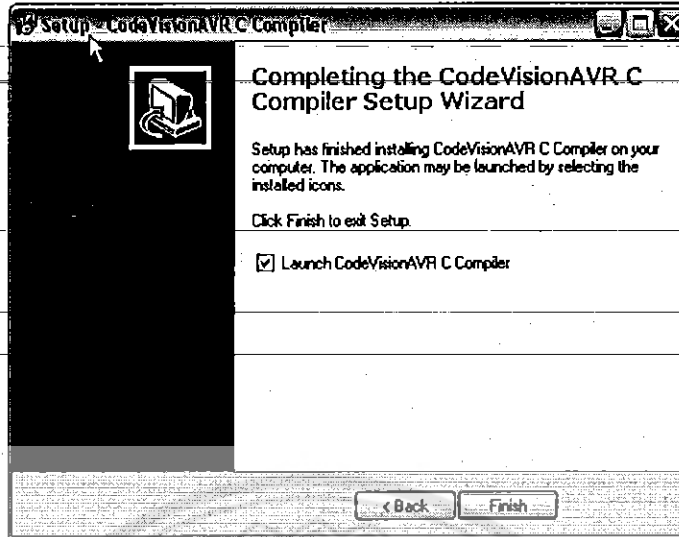 Setup - CodeVisionAVR C Compiler
Completing the CodeVisionAVR C
Compiler Setup Wizard
Setup has finished installing CodeVisionAVR C Compiler on your
computer. The application may be launched by selecting the
installed icons.
Click Finish to exit Setup.
Launch CodeVisionAVR C Compiler
< Back Finish